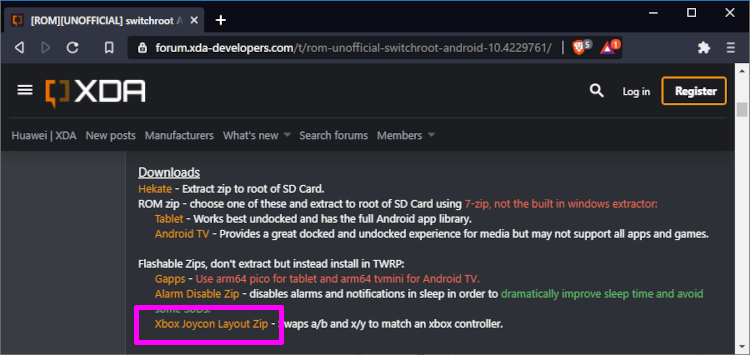 [ROM][UNOFFICIAL] switchroot A
forum.xda-developers.com/t/rom-unofficial-switchroot-android-10.4229761/
5
1
XDA
Log in
Register
Huawei | XDA New posts Manufacturers What's new Search forums Members
Downloads
Hekate - Extract zip to root of SD Card.
ROM zip - choose one of these and extract to root of SD Card using 7-zip, not the built in windows extractor:
Tablet - Works best undocked and has the full Android app library.
Android TV - Provides a great docked and undocked experience for media but may not support all apps and games.
Flashable Zips, don't extract but instead install in TWRP:
Gapps - Use arm64 pico for tablet and arm64 tvmini for Android TV.
Alarm Disable Zip - disables alarms and notifications in sleep in order to dramatically improve sleep time and avoid
some SODs.
Xbox Joycon Layout Zip - Swaps a/b and x/y to match an xbox controller.